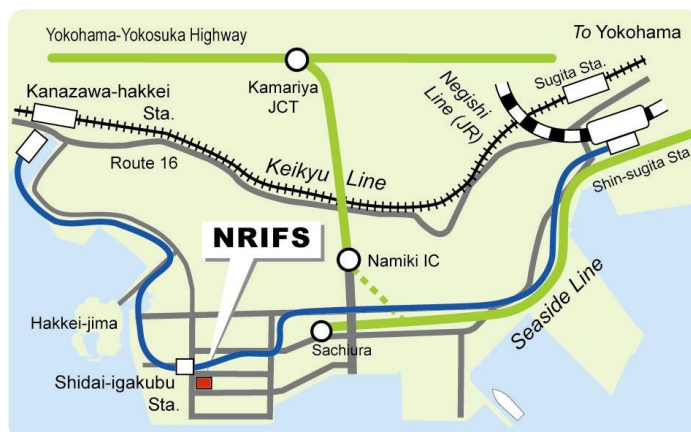 Yokohama-Yokosuka Highway
To Yokohama
Kamariya
JCT
Sugita Sta.
Negishi
Line (JR)
Kanazawa-hakkei
Sta.
Route 16
Keikyu Line
Shin-sugita Sta.
NRIFS
Namiki IC
Seaside Line
Hakkei-jima
Sachiura
Shidai-igakubu
Sta.